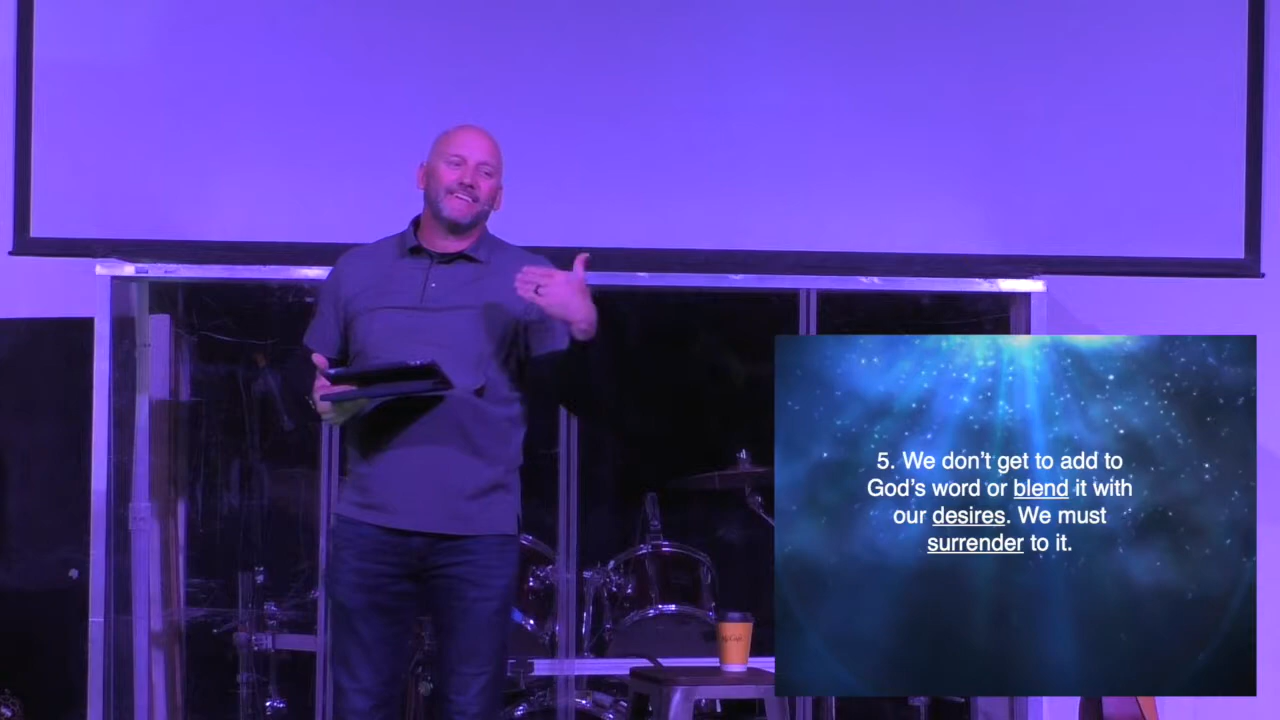 5. We don’t get to add to
God’s word or blend it with
our desires. We must
surrender to it.
McCafé